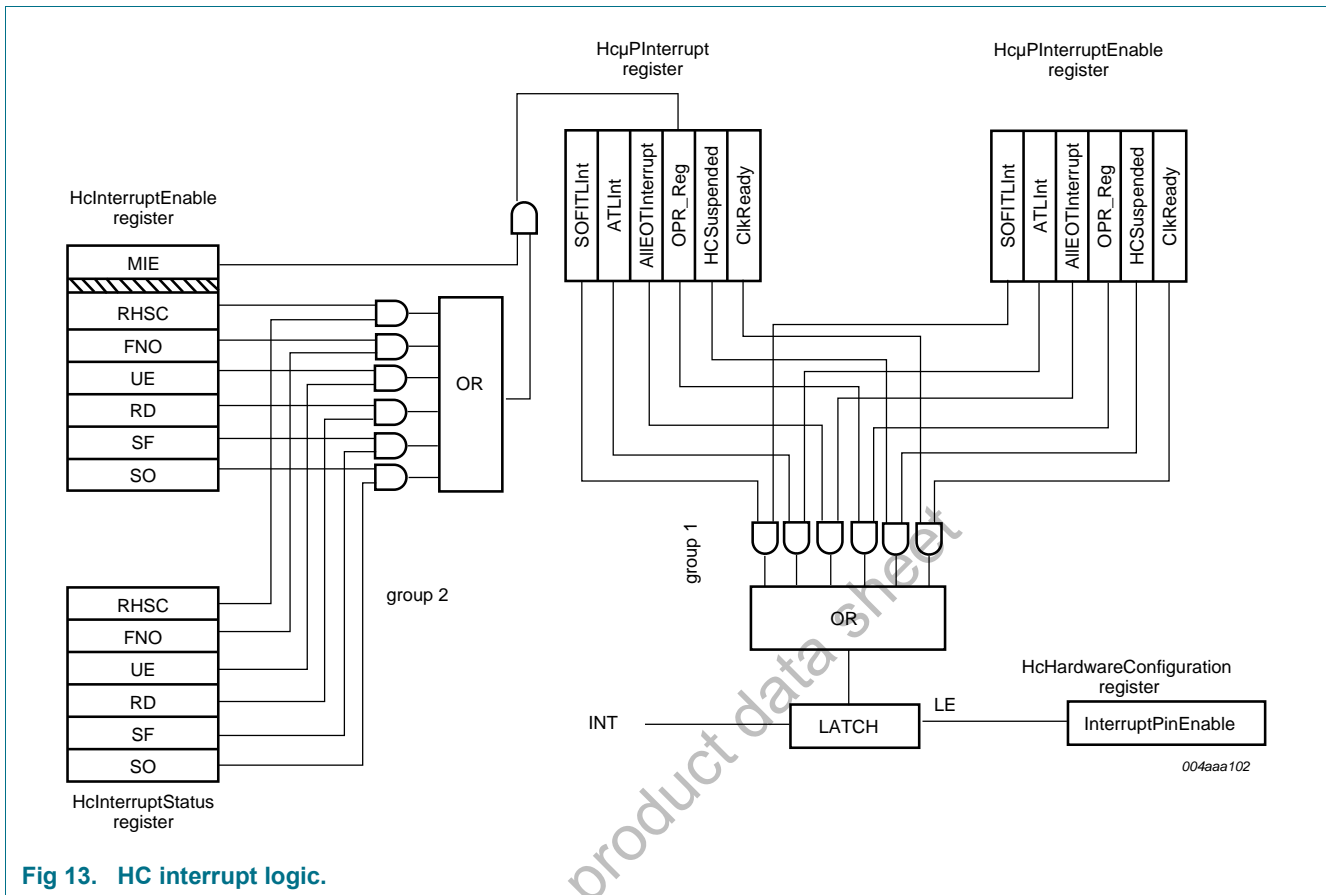 HcµPInterrupt
register
HcµPInterruptEnable
register
SOFITLInt
ATLInt
AllEOTInterrupt
OPR_Reg
HCSuspended
ClkReady
SOFITLInt
ATLInt
AllEOTInterrupt
OPR_Reg
HCSuspended
ClkReady
HcInterruptEnable
register
MIE
RHSC
FNO
UE
RD
SF
SO
OR
group 1
group 2
RHSC
FNO
UE
RD
SF
SO
HcInterruptStatus
register
OR
HcHardwareConfiguration
register
INT
LATCH
LE
InterruptPinEnable
004aaa102
product data sheet
Fig 13. HC interrupt logic.